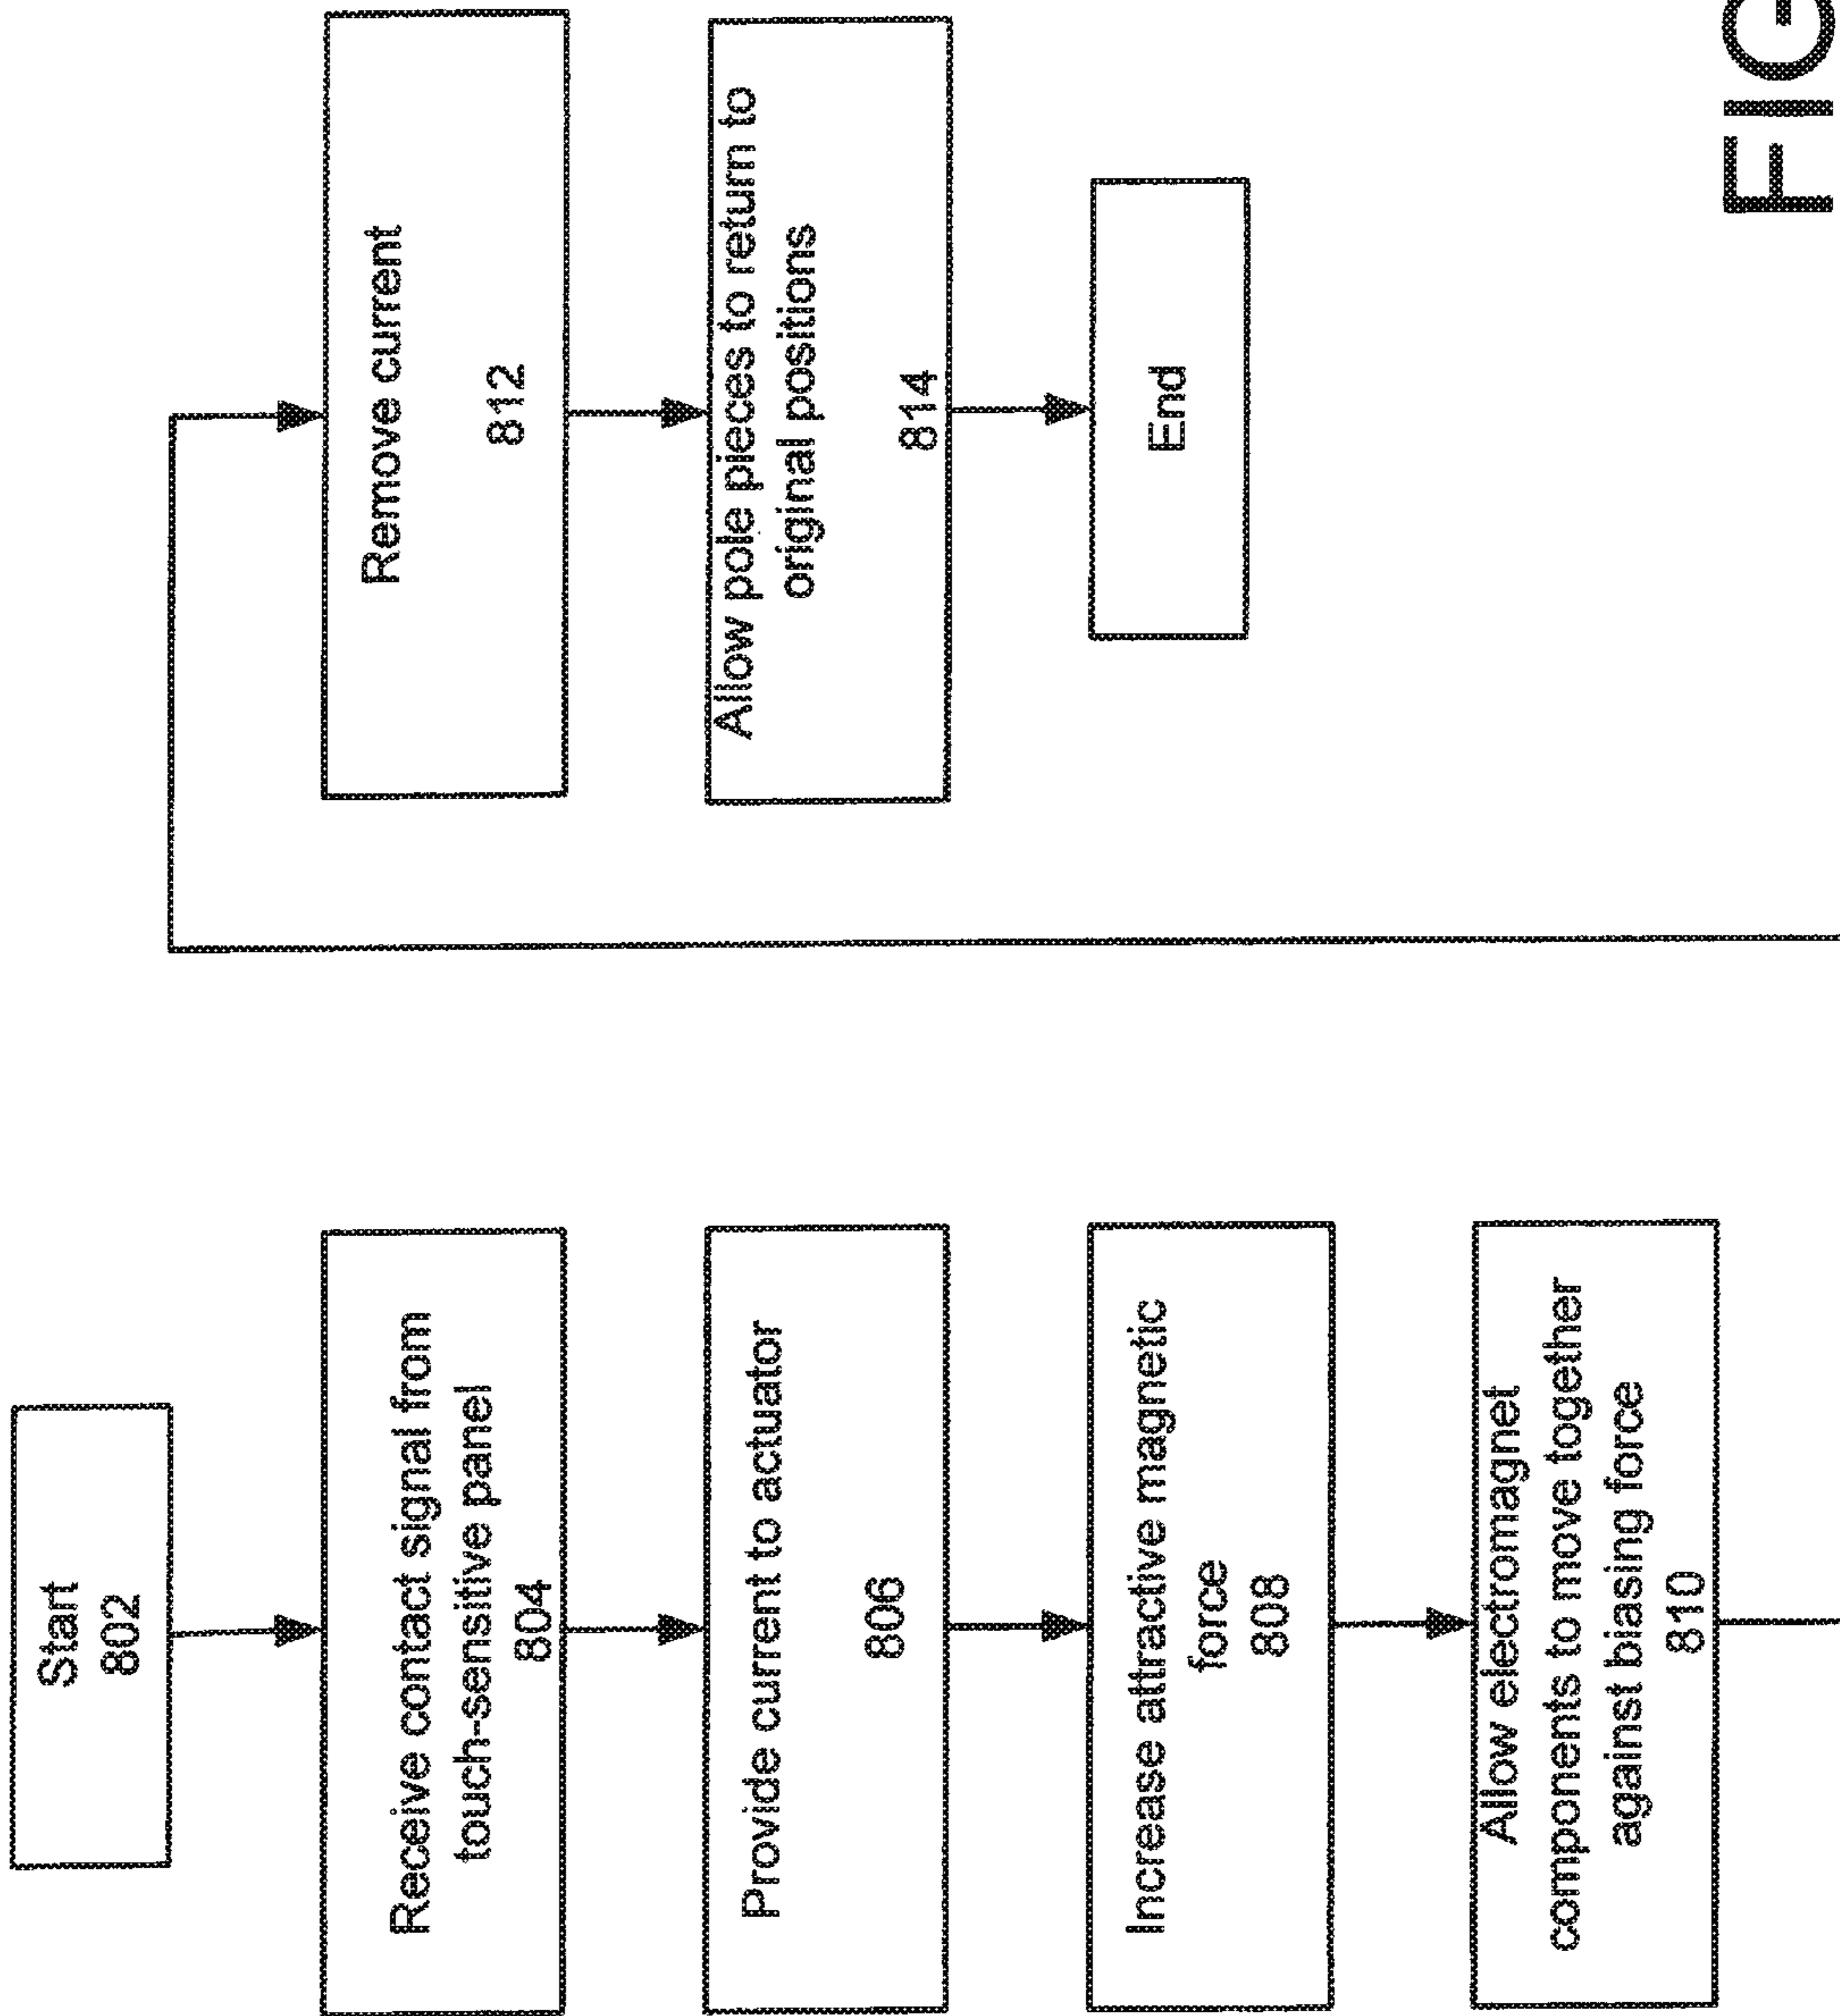 Start
802
Receive contact signal from
touch-sensitive panel
804
Provide current to actuator
806
Increase attractive magnetic
force
808
Allow electromagnet
components to move together
against biasing force
810
Remove current
812
Allow pole pieces to return to
original positions
814
End